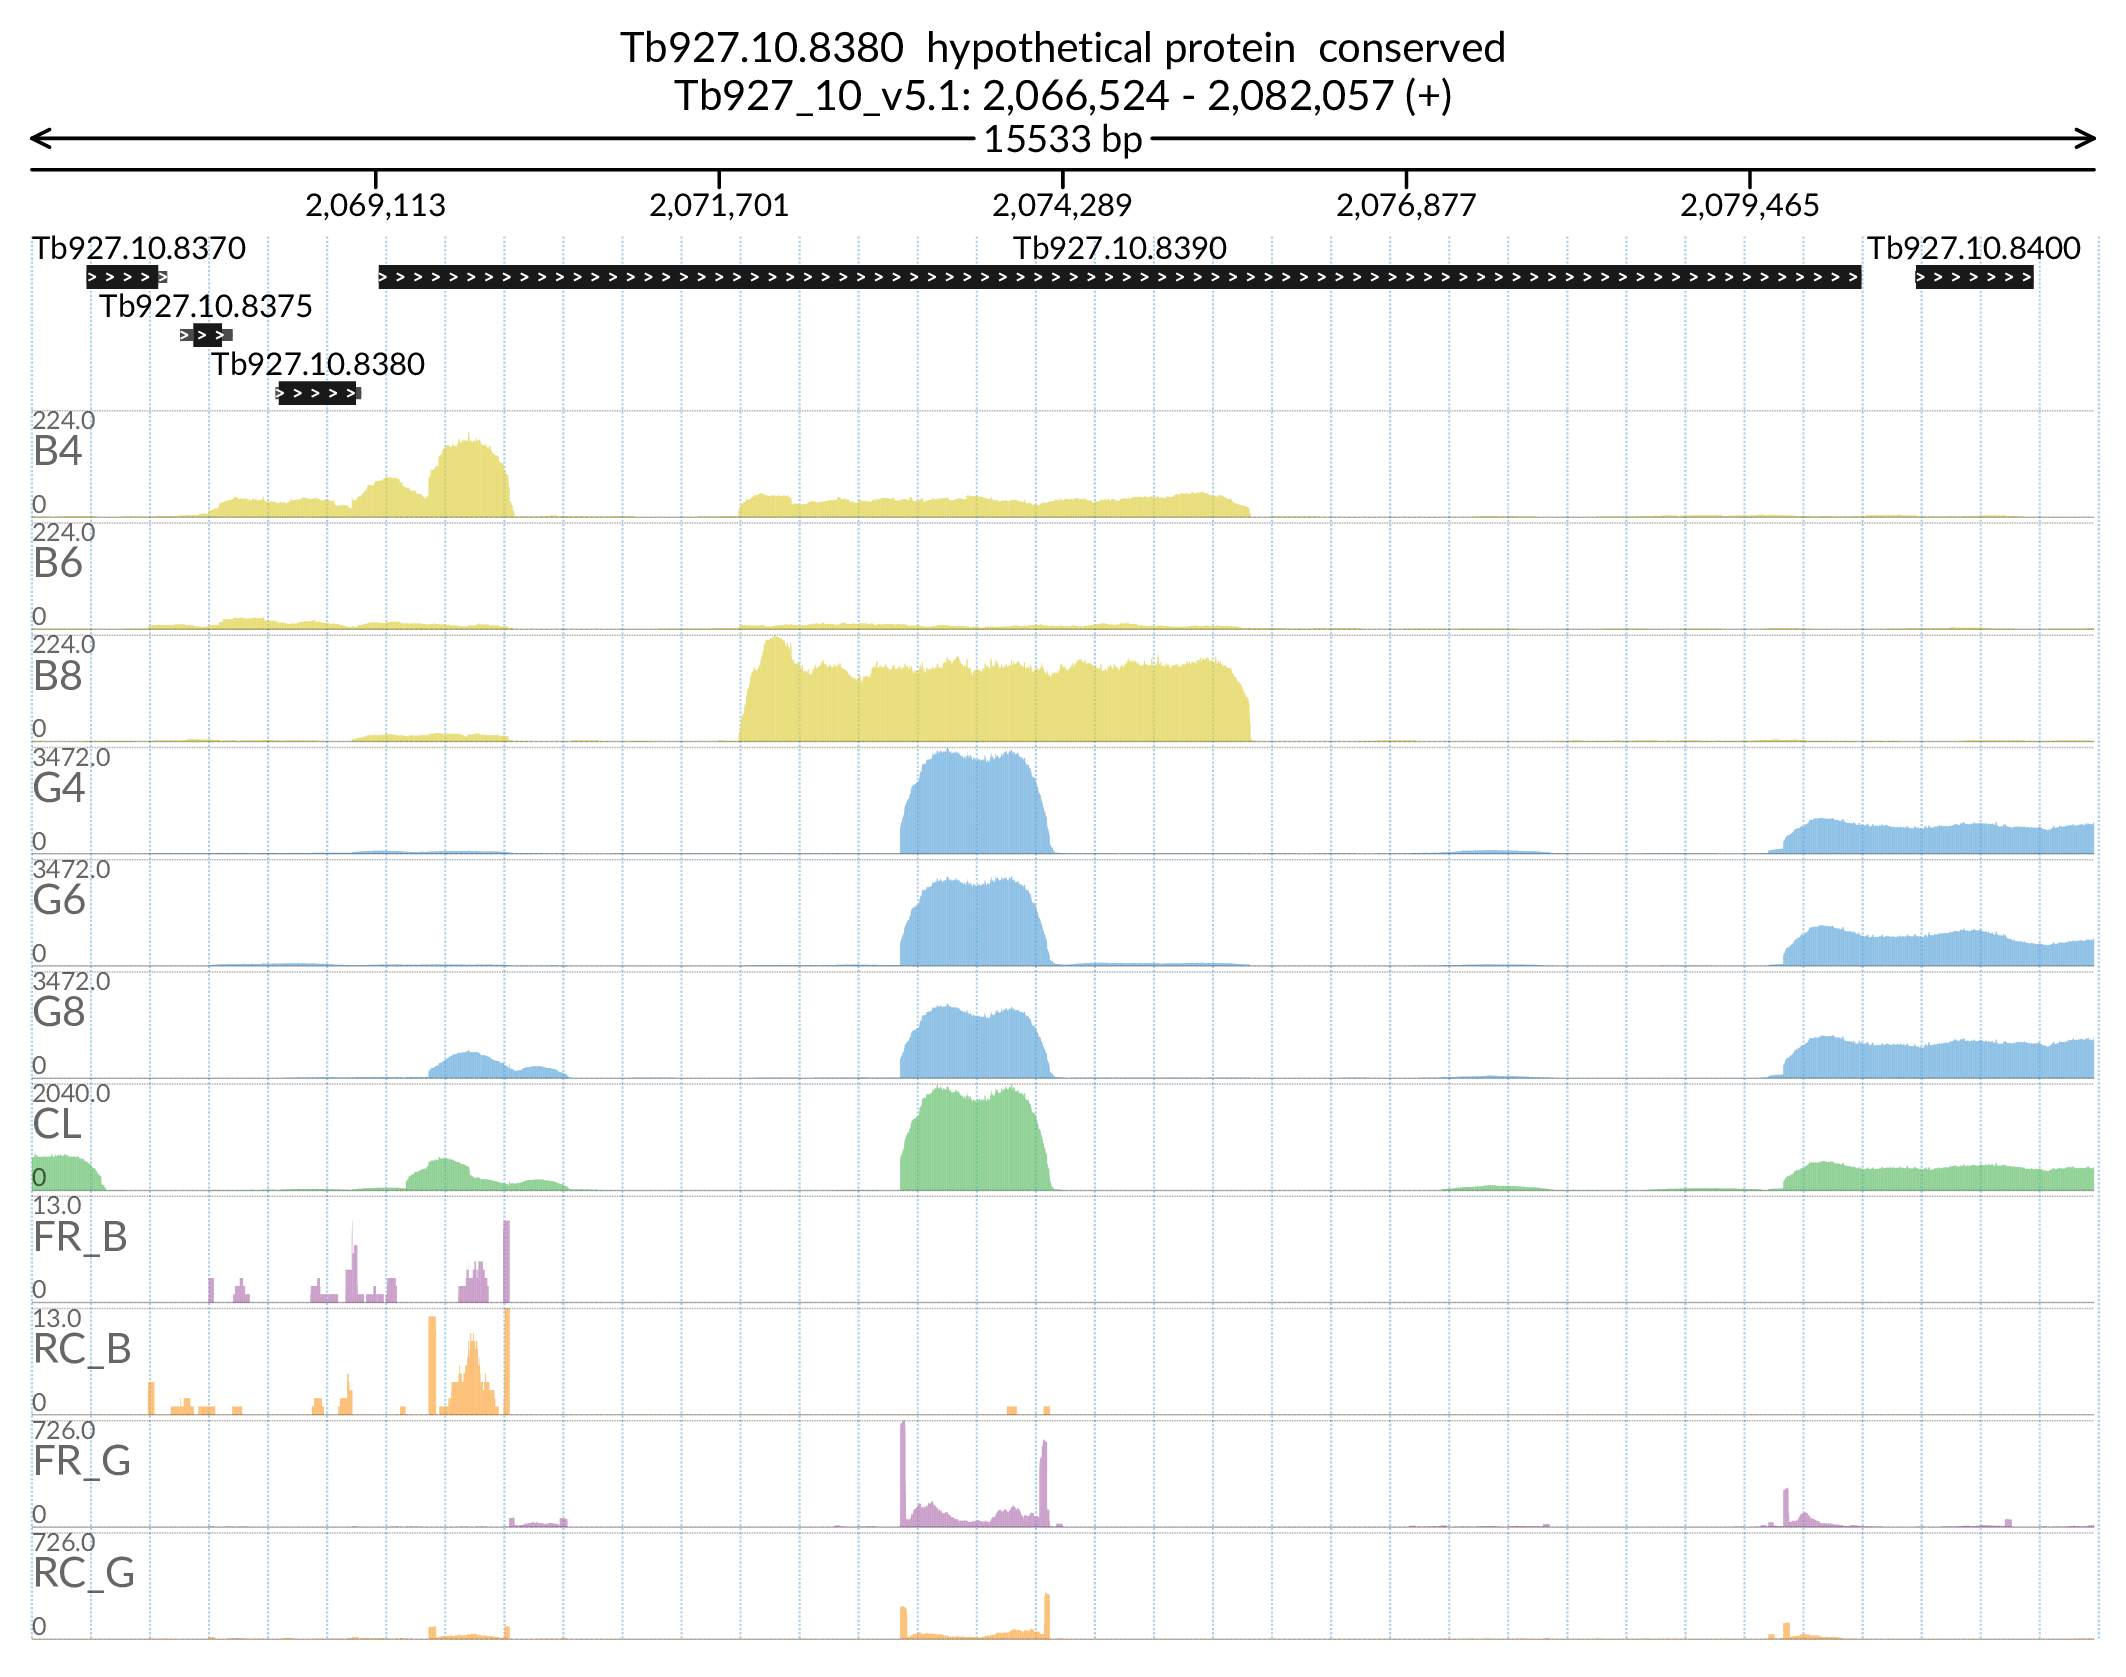 Tb927.10.8380  hypothetical protein  conserved
Tb927_10_v5.1: 2,066,524 - 2,082,057 (+)
15533 bp
2,069,113 2,071,701 2,074,289 2,076,877 2,079,465
Tb927.10.8370 Tb927.10.8390 Tb927.10.8400
Tb927.10.8375
Tb927.10.8380
224.0
B4
0
224.0
B6
0
224.0
B8
0
3472.0
G4
0
3472.0
G6
0
3472.0
G8
0
2040.0
CL
0
13.0
FR_B
0
13.0
RC_B
0
726.0
FR_G
0
726.0
RC_G
0